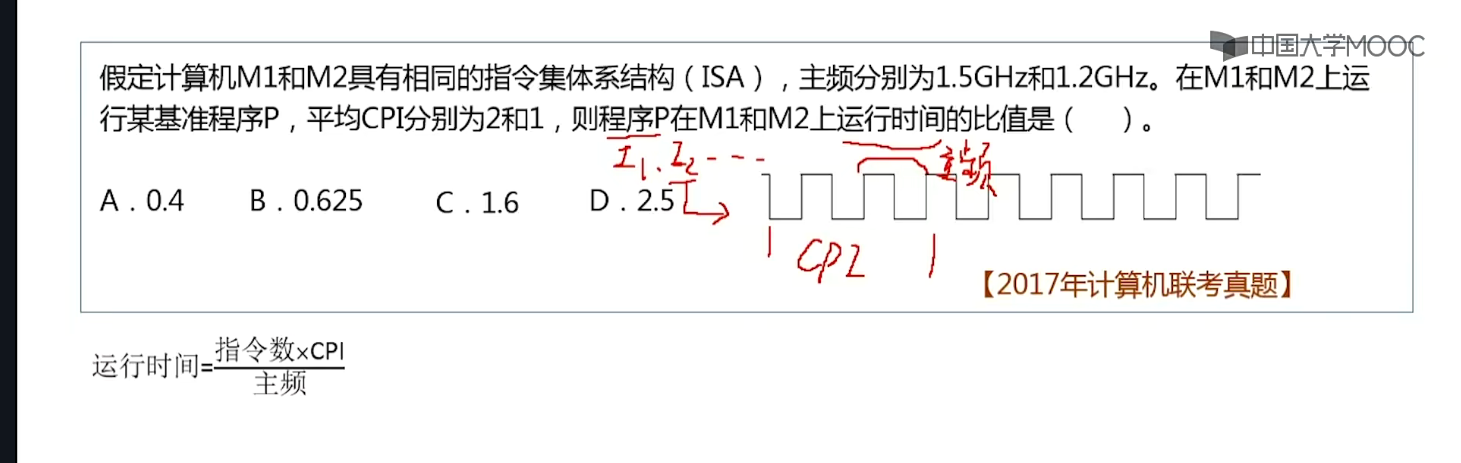 中国大学MOOC
假定计算机M1和M2具有相同的指令集体系结构（ISA），主频分别为1.5GHz和1.2GHz。在M1和M2上运
行某基准程序P，平均CPI分别为2和1，则程序P在M1和M2上运行时间的比值是（　　）。
I₁. I₂ - - -
主频
A．0.4 B．0.625 C．1.6 D．2.5
CPI
【2017年计算机联考真题】
运行时间=指令数×CPI
主频